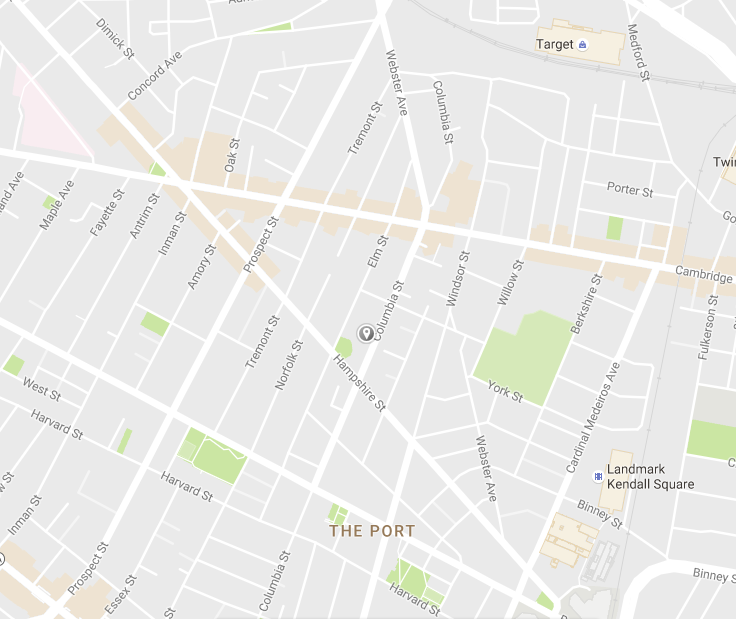 Dimick St
Concord Ave
Webster Ave
Target
Medford St
Columbia St
Tremont St
Oak St
Twin
Porter St
Maple Ave
Fayette St
Antrim St
Inman St
Amory St
Prospect St
Elm St
Windsor St
Willow St
Berkshire St
Cambridge
Fulkerson St
Columbia St
Tremont St
Norfolk St
Hampshire St
York St
Cardinal Medeiros Ave
West St
Harvard St
Harvard St
Webster Ave
Landmark
Kendall Square
Binney St
THE PORT
Inman St
Prospect St
Essex St
St
Columbia St
Harvard St
Binney St